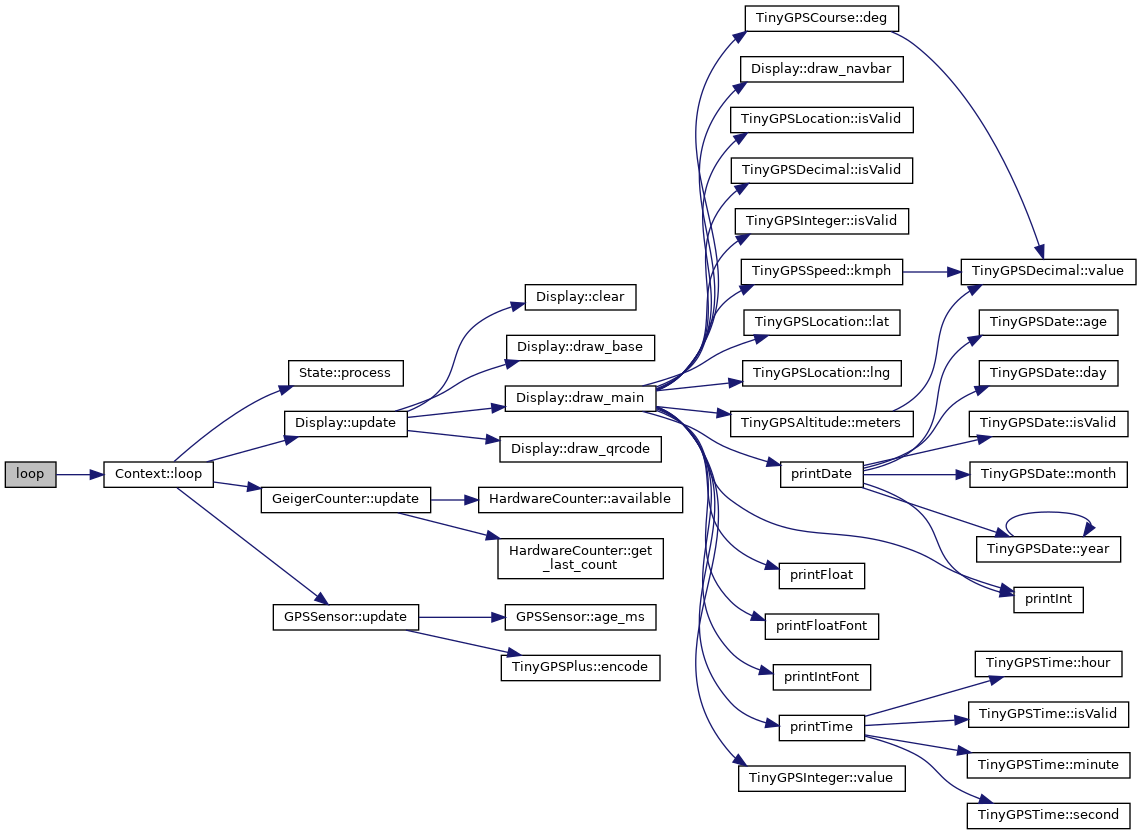 loop
Context::loop
State::process
Display::update
GeigerCounter::update
GPSSensor::update
Display::clear
Display::draw_base
Display::draw_main
Display::draw_qrcode
HardwareCounter::available
HardwareCounter::get
_last_count
GPSSensor::age_ms
TinyGPSPlus::encode
TinyGPSCourse::deg
Display::draw_navbar
TinyGPSLocation::isValid
TinyGPSDecimal::isValid
TinyGPSInteger::isValid
TinyGPSSpeed::kmph
TinyGPSLocation::lat
TinyGPSLocation::lng
TinyGPSAltitude::meters
printDate
printFloat
printFloatFont
printIntFont
printTime
TinyGPSInteger::value
TinyGPSDecimal::value
TinyGPSDate::age
TinyGPSDate::day
TinyGPSDate::isValid
TinyGPSDate::month
TinyGPSDate::year
printInt
TinyGPSTime::hour
TinyGPSTime::isValid
TinyGPSTime::minute
TinyGPSTime::second